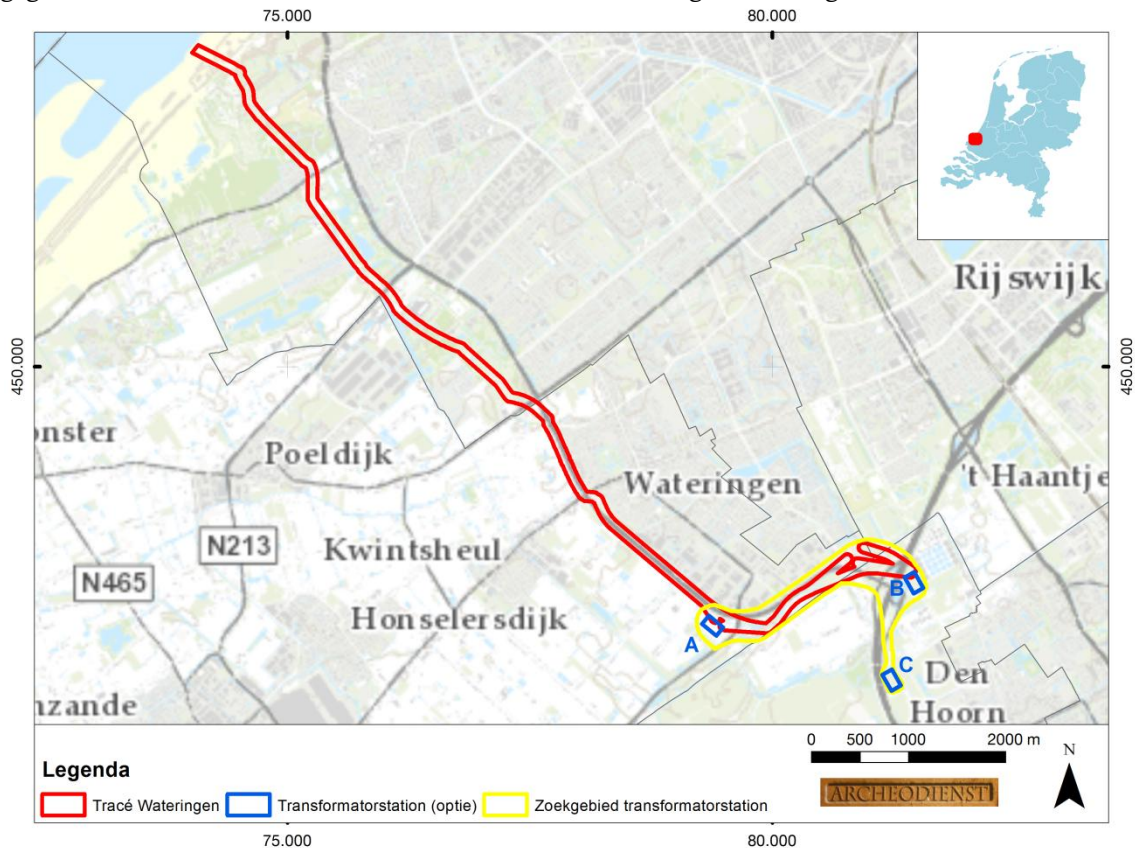 75.000
80.000
Rijswijk
450.000
450.000
onster
Poeldijk
't Haantje
Wateringen
N213
Kwintsheul
N465
B
Honselersdijk
A
C
Den
Hoorn
nzande
0 500 1000 2000 m
N
Legenda
Tracé Wateringen
Transformatorstation (optie)
Zoekgebied transformatorstation
ARCHEODIENST
75.000
80.000